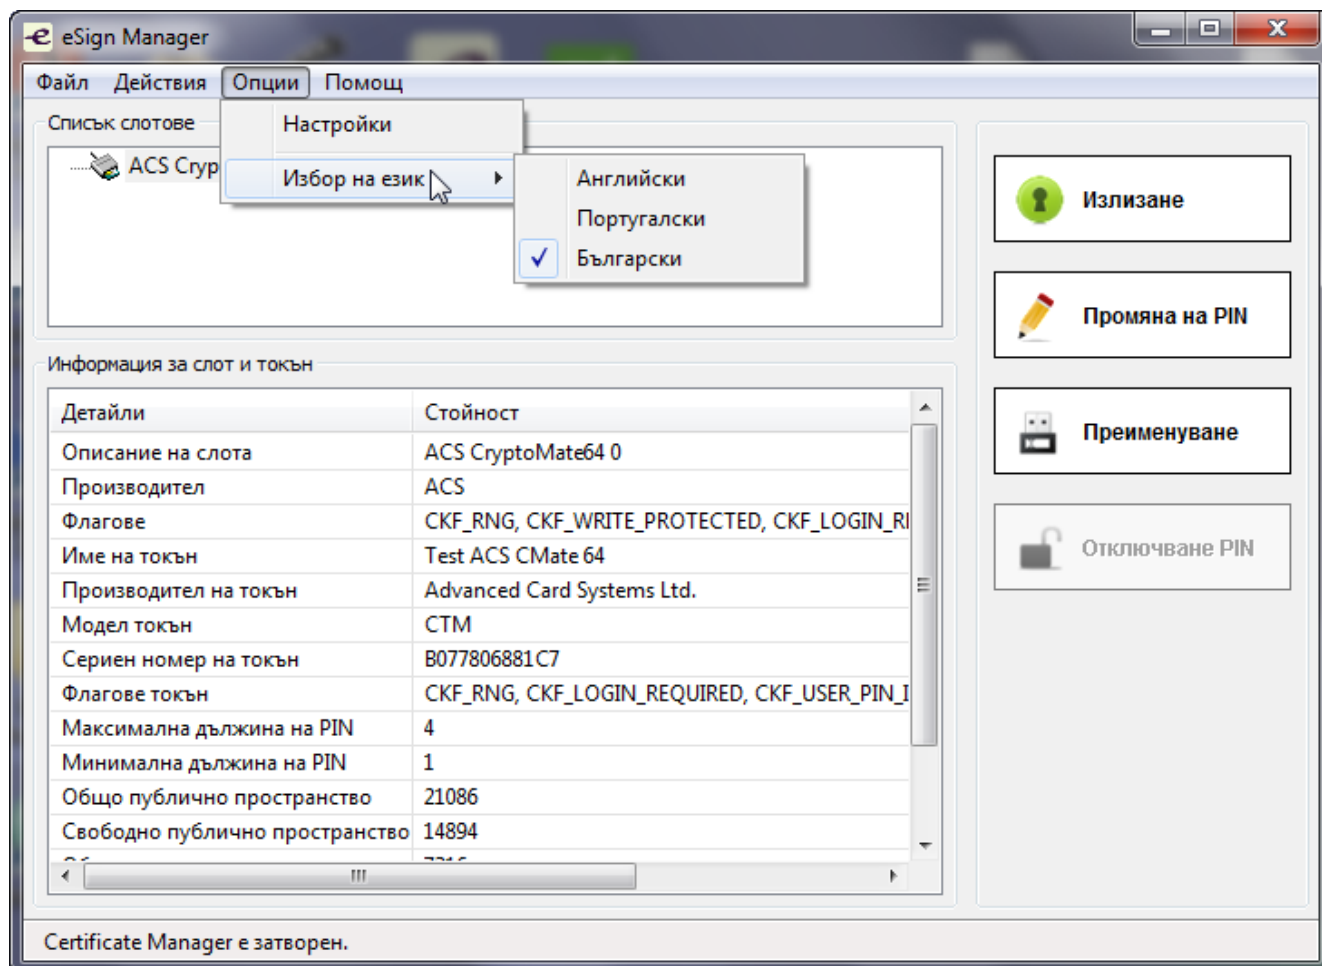 eSign Manager
Файл Действия Опции Помощ
Списък слотове
Настройки
ACS Cryp
Избор на език
Английски
Португалски
Български
Излизане
Промяна на PIN
Преименуване
Отключване PIN
Информация за слот и токън
Детайли Стойност
Описание на слота ACS CryptoMate64 0
Производител ACS
Флагове CKF_RNG, CKF_WRITE_PROTECTED, CKF_LOGIN_RI
Име на токън Test ACS CMate 64
Производител на токън Advanced Card Systems Ltd.
Модел токън CTM
Сериен номер на токън B077806881C7
Флагове токън CKF_RNG, CKF_LOGIN_REQUIRED, CKF_USER_PIN_I
Максимална дължина на PIN 4
Минимална дължина на PIN 1
Общо публично пространство 21086
Свободно публично пространство 14894
Certificate Manager е затворен.